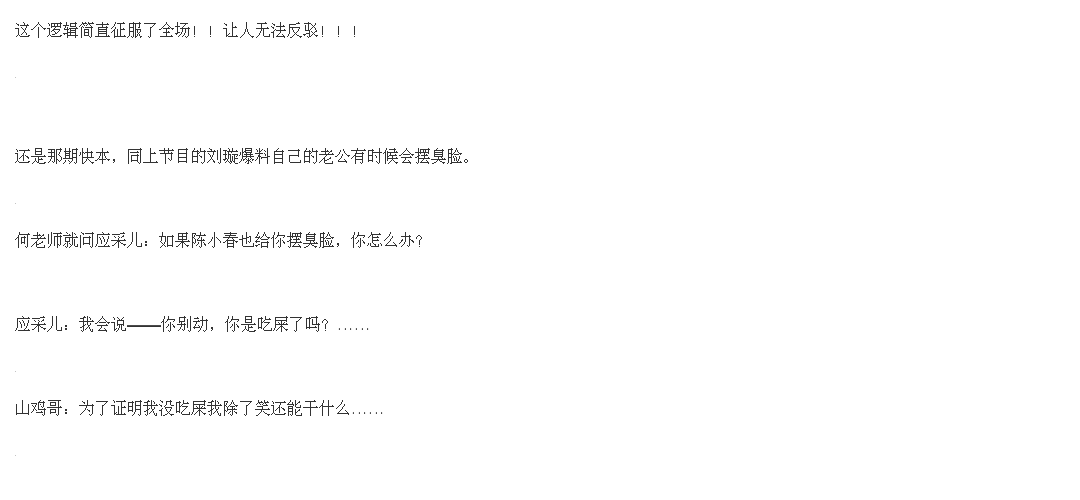 这个逻辑简直征服了全场！！让人无法反驳！！！
还是那期快本，同上节目的刘璇爆料自己的老公有时候会摆臭脸。
何老师就问应采儿：如果陈小春也给你摆臭脸，你怎么办？
应采儿：我会说——你别动，你是吃屎了吗？……
山鸡哥：为了证明我没吃屎我除了笑还能干什么……